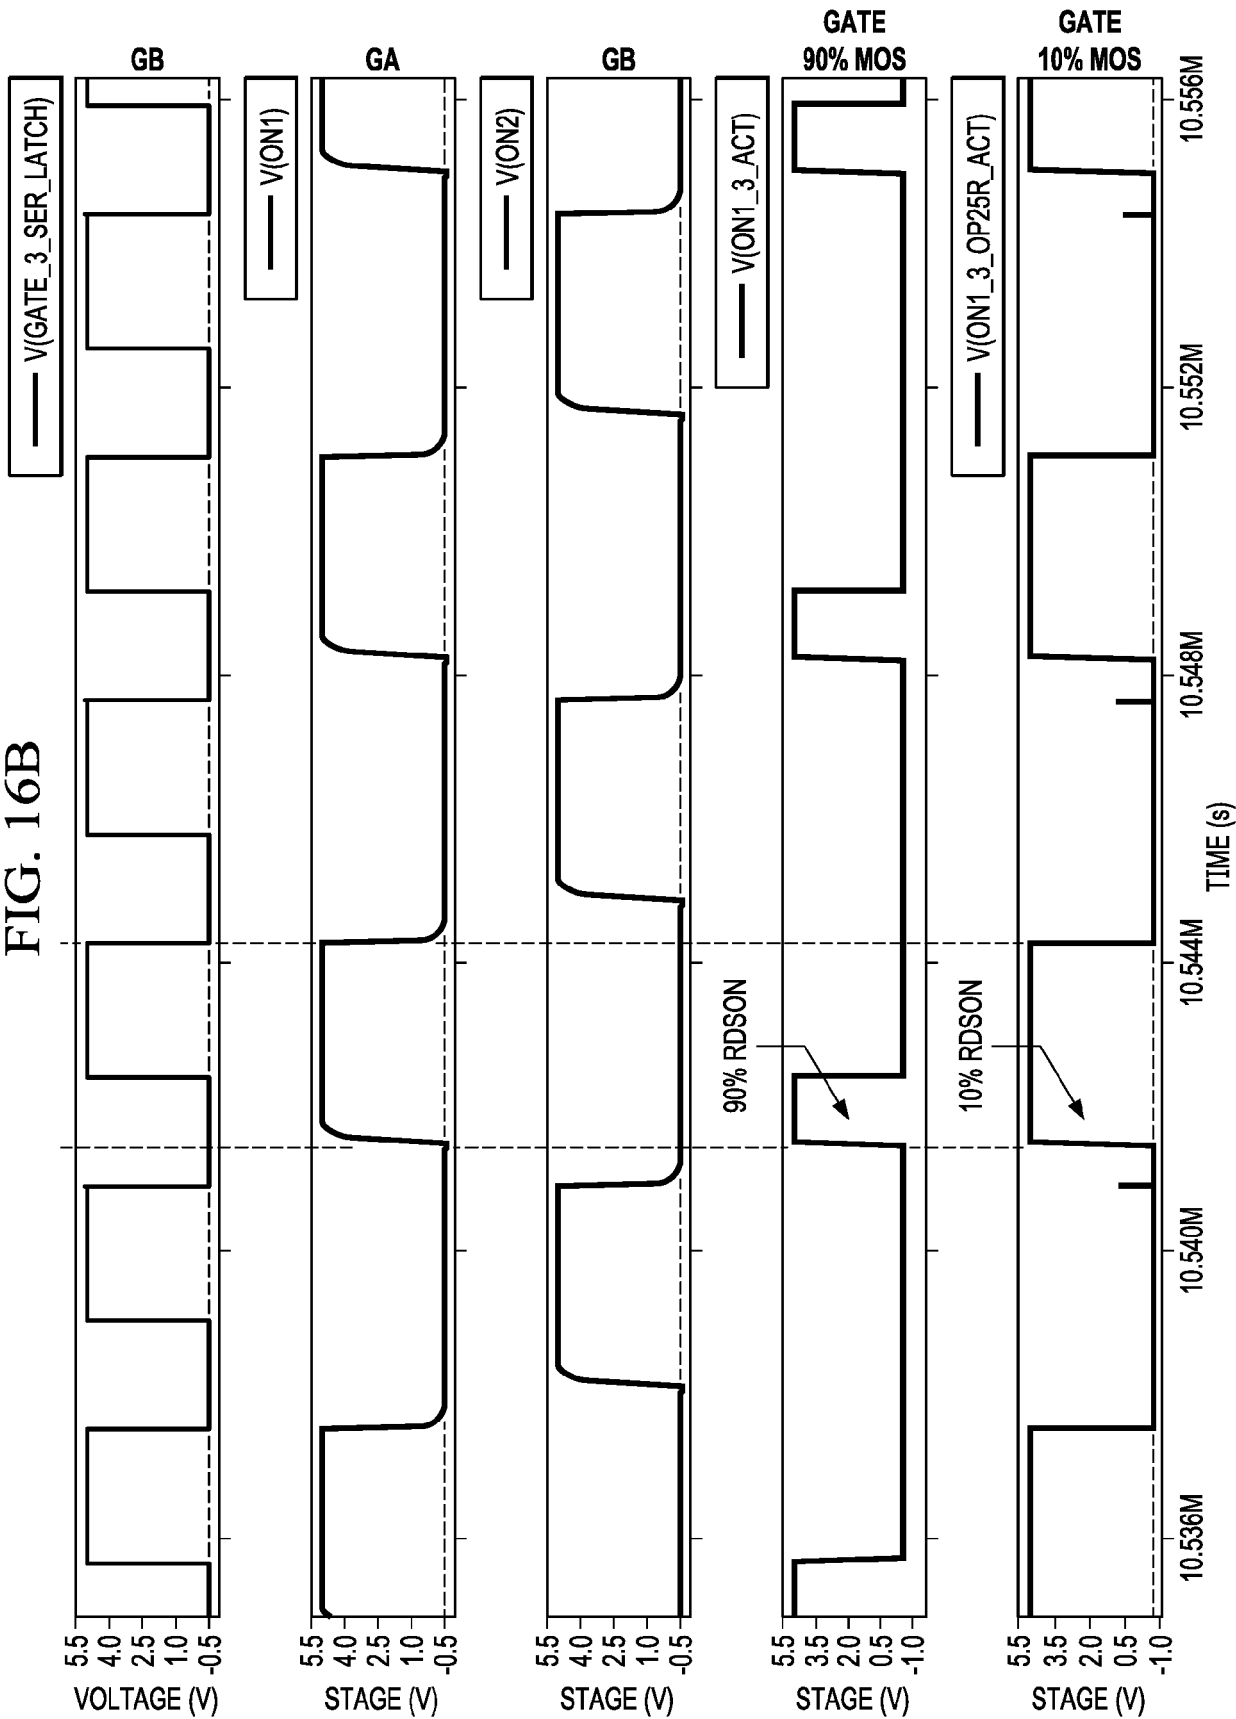 FIG. 16B
V(GATE_3_SER_LATCH)
GB
VOLTAGE (V)
5.5
4.0
2.5
1.0
-0.5
V(ON1)
GA
STAGE (V)
5.5
4.0
2.5
1.0
-0.5
V(ON2)
GB
STAGE (V)
5.5
4.0
2.5
1.0
-0.5
V(ON1_3_ACT)
GATE
90% MOS
90% RDSON
STAGE (V)
5.5
3.5
2.0
0.5
-1.0
V(ON1_3_OP25R_ACT)
GATE
10% MOS
10% RDSON
STAGE (V)
5.5
3.5
2.0
0.5
-1.0
10.536M
10.540M
10.544M
10.548M
10.552M
10.556M
TIME (s)